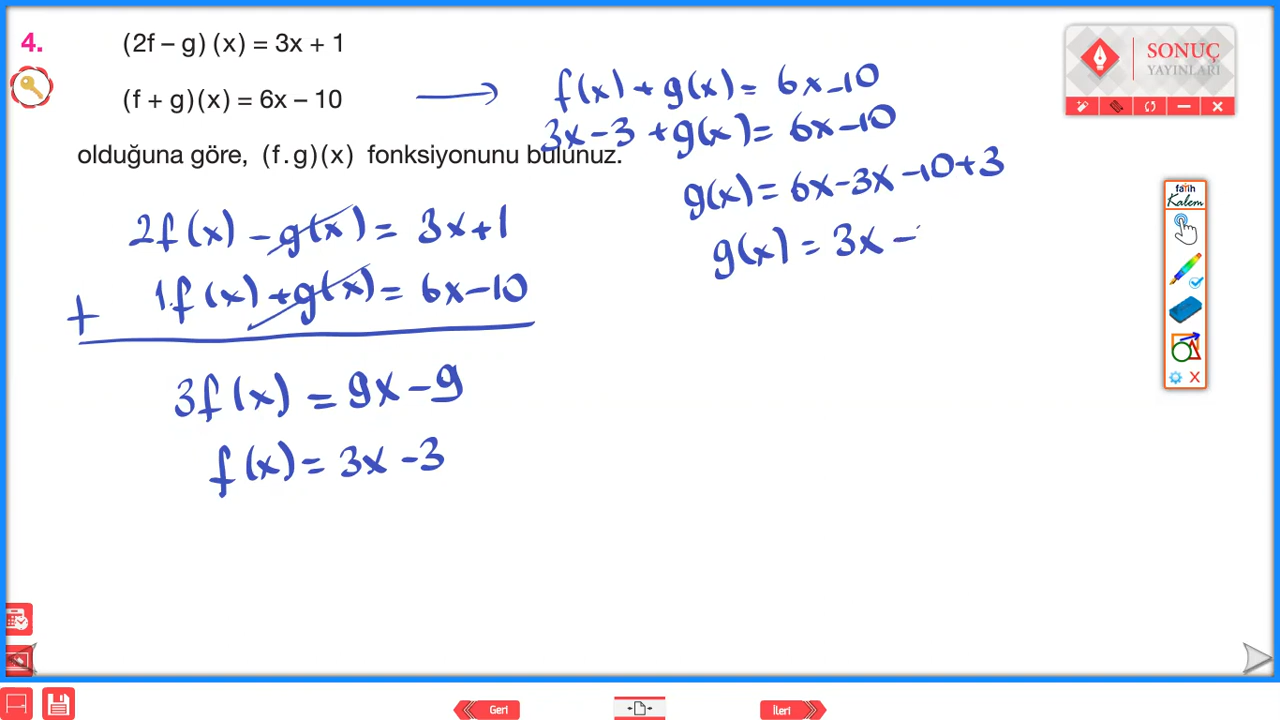 4.
(2f – g) (x) = 3x + 1
(f + g)(x) = 6x – 10
olduğuna göre, (f.g)(x) fonksiyonunu bulunuz.
2f(x) - g(x) = 3x+1
+ 1.f(x) + g(x) = 6x-10
3f(x) = 9x - 9
f(x) = 3x - 3
f(x) + g(x) = 6x-10
3x-3 + g(x) = 6x-10
g(x) = 6x-3x-10+3
g(x) = 3x -
SONUÇ
YAYINLARI
fatih
Kalem
Geri
İleri